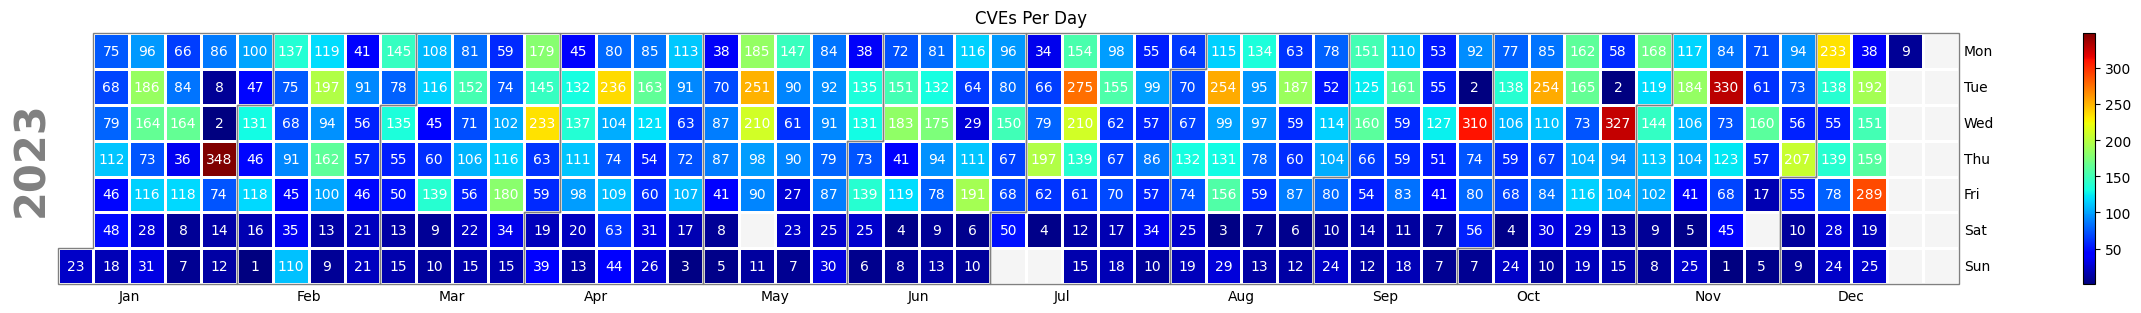 CVEs Per Day
2023
75 96 66 86 100 137 119 41 145 108 81 59 179 45 80 85 113 38 185 147 84 38 72 81 116 96 34 154 98 55 64 115 134 63 78 151 110 53 92 77 85 162 58 168 117 84 71 94 233 38 9 Mon
68 186 84 8 47 75 197 91 78 116 152 74 145 132 236 163 91 70 251 90 92 135 151 132 64 80 66 275 155 99 70 254 95 187 52 125 161 55 2 138 254 165 2 119 184 330 61 73 138 192 Tue
79 164 164 2 131 68 94 56 135 45 71 102 233 137 104 121 63 87 210 61 91 131 183 175 29 150 79 210 62 57 67 99 97 59 114 160 59 127 310 106 110 73 327 144 106 73 160 56 55 151 Wed
112 73 36 348 46 91 162 57 55 60 106 116 63 111 74 54 72 87 98 90 79 73 41 94 111 67 197 139 67 86 132 131 78 60 104 66 59 51 74 59 67 104 94 113 104 123 57 207 139 159 Thu
46 116 118 74 118 45 100 46 50 139 56 180 59 98 109 60 107 41 90 27 87 139 119 78 191 68 62 61 70 57 74 156 59 87 80 54 83 41 80 68 84 116 104 102 41 68 17 55 78 289 Fri
48 28 8 14 16 35 13 21 13 9 22 34 19 20 63 31 17 8 23 25 25 4 9 6 50 4 12 17 34 25 3 7 6 10 14 11 7 56 4 30 29 13 9 5 45 10 28 19 Sat
23 18 31 7 12 1 110 9 21 15 10 15 15 39 13 44 26 3 5 11 7 30 6 8 13 10 15 18 10 19 29 13 12 24 12 18 7 7 24 10 19 15 8 25 1 5 9 24 25 Sun
Jan Feb Mar Apr May Jun Jul Aug Sep Oct Nov Dec
300
250
200
150
100
50